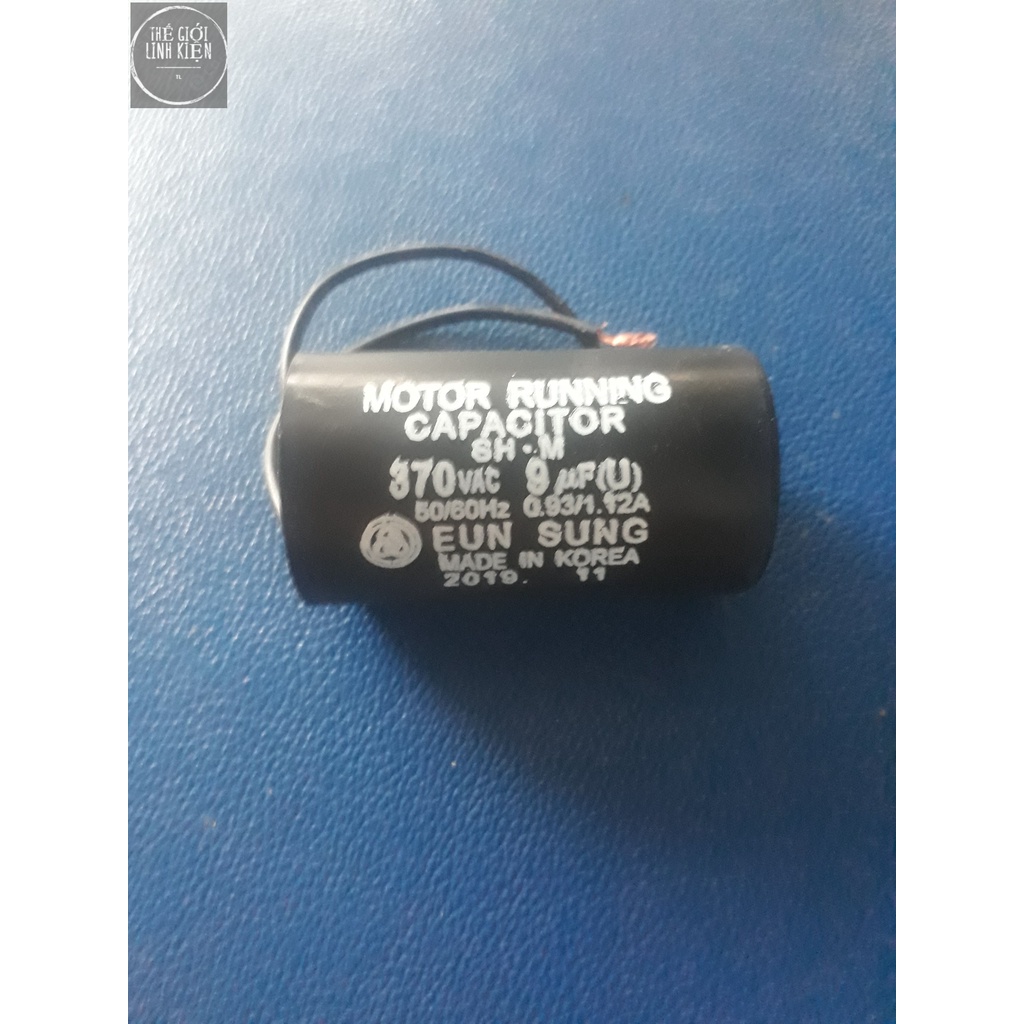 THẾ GIỚI
LINH KIỆN
TL
MOTOR RUNNING
CAPACITOR
SH-M
370VAC 9µF(U)
50/60Hz 0.93/1.12A
EUN SUNG
MADE IN KOREA
2019. 11